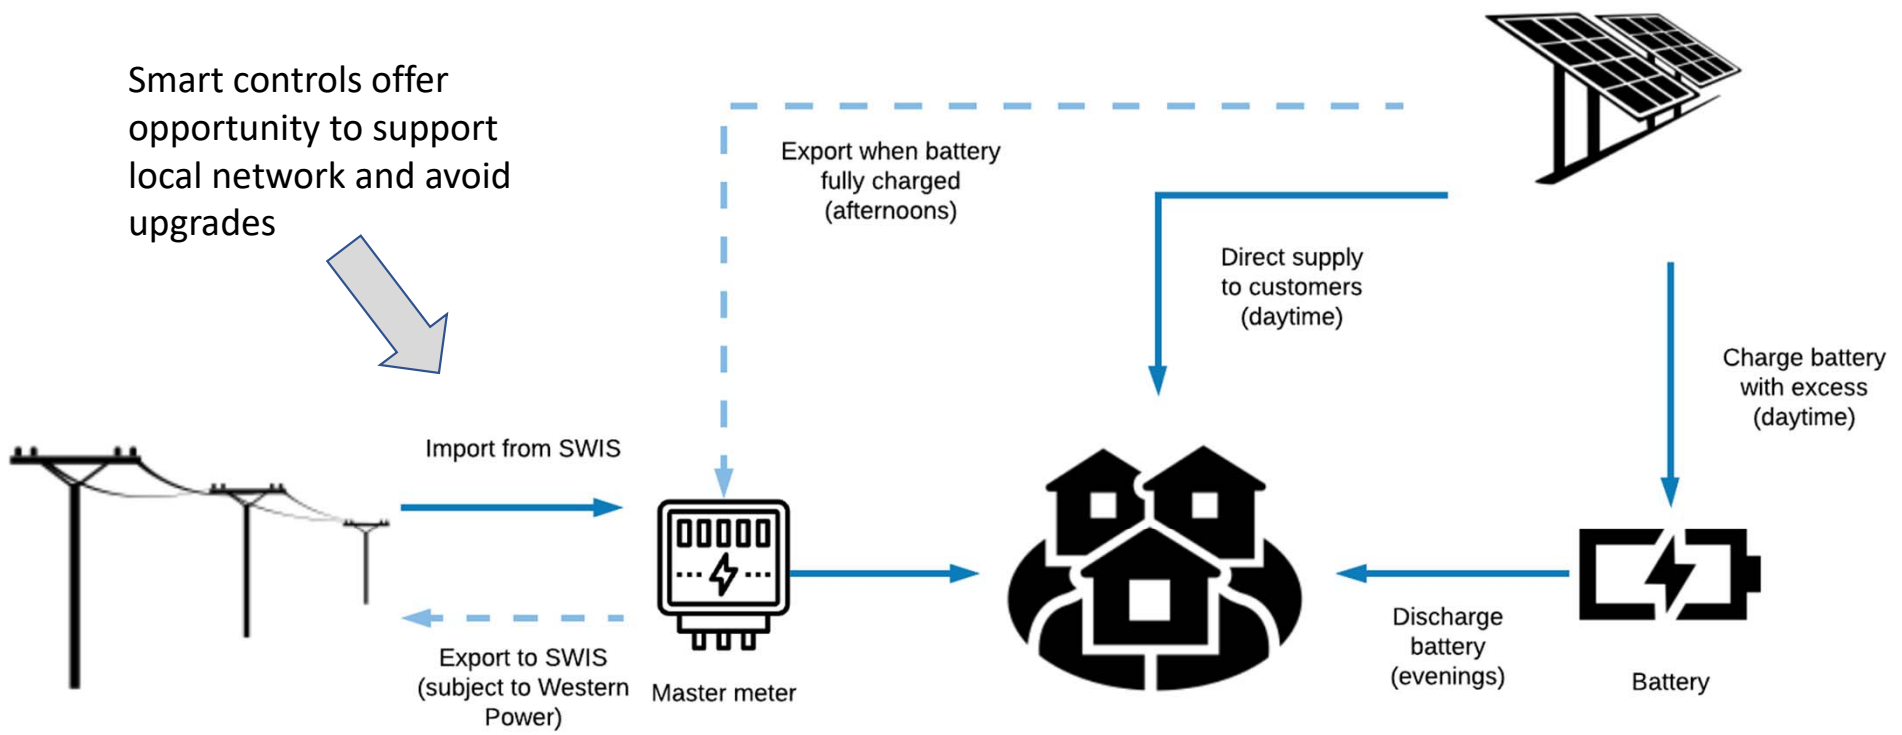 Smart controls offer
opportunity to support
local network and avoid
upgrades
Export when battery
fully charged
(afternoons)
Direct supply
to customers
(daytime)
Charge battery
with excess
(daytime)
Import from SWIS
Export to SWIS
(subject to Western
Power)
Master meter
Discharge
battery
(evenings)
Battery